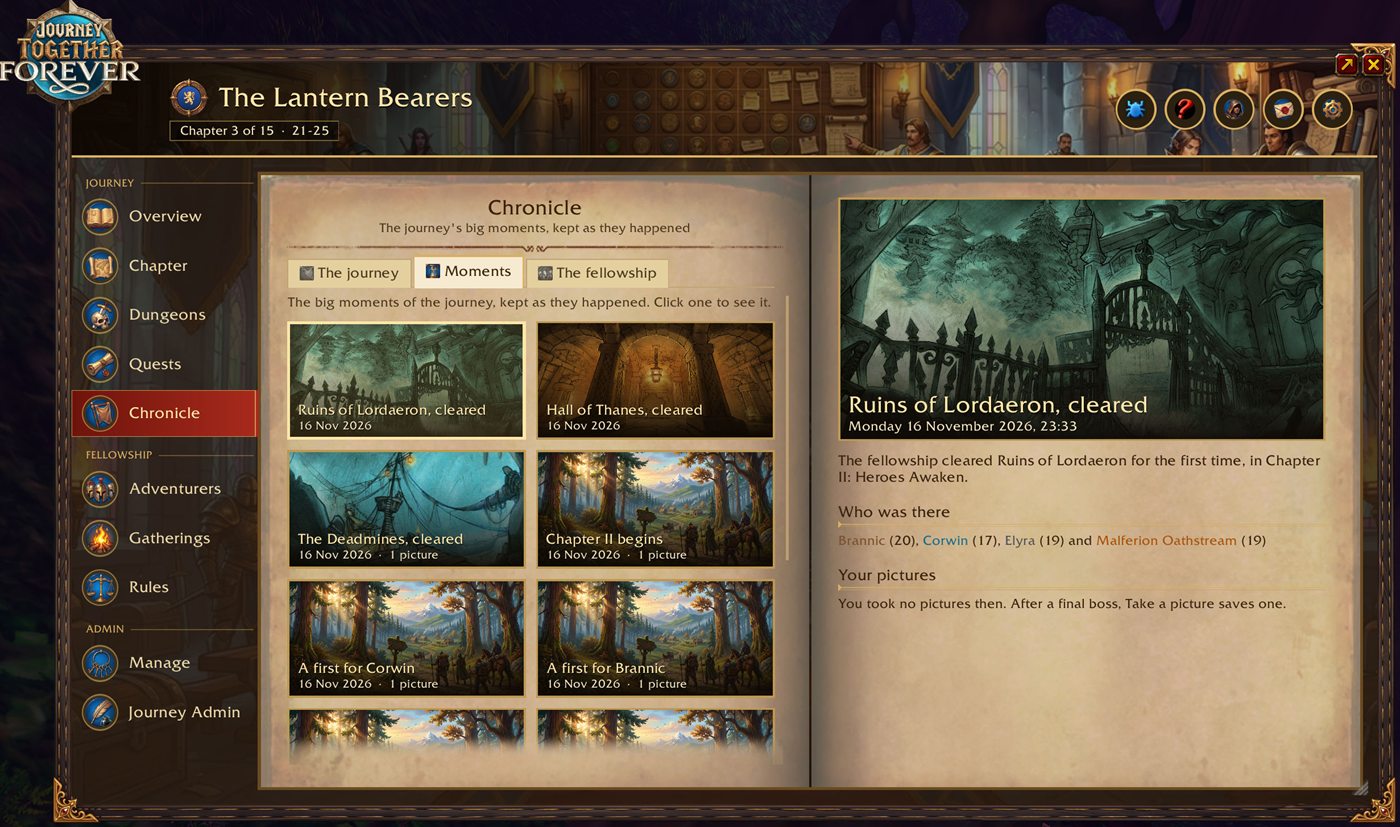 JOURNEY
TOGETHER
FOREVER
The Lantern Bearers
Chapter 3 of 15 · 21-25
JOURNEY
Overview
Chapter
Dungeons
Quests
Chronicle
FELLOWSHIP
Adventurers
Gatherings
Rules
ADMIN
Manage
Journey Admin
Chronicle
The journey's big moments, kept as they happened
The journey
Moments
The fellowship
The big moments of the journey, kept as they happened. Click one to see it.
Ruins of Lordaeron, cleared
16 Nov 2026
Hall of Thanes, cleared
16 Nov 2026
The Deadmines, cleared
16 Nov 2026 · 1 picture
Chapter II begins
16 Nov 2026 · 1 picture
A first for Corwin
16 Nov 2026 · 1 picture
A first for Brannic
16 Nov 2026 · 1 picture
Ruins of Lordaeron, cleared
Monday 16 November 2026, 23:33
The fellowship cleared Ruins of Lordaeron for the first time, in Chapter
II: Heroes Awaken.
Who was there
Brannic (20), Corwin (17), Elyra (19) and Malferion Oathstream (19)
Your pictures
You took no pictures then. After a final boss, Take a picture saves one.